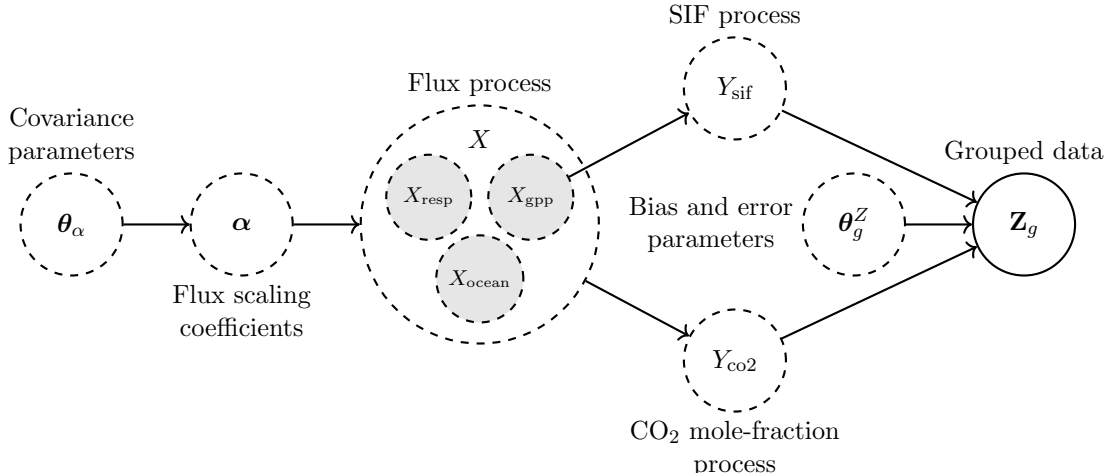 SIF process
Y_sif
Flux process
X
X_resp
X_gpp
X_ocean
Covariance
parameters
θ_α
α
Flux scaling
coefficients
Bias and error
parameters
θ_g^Z
Grouped data
Z_g
Y_co2
CO₂ mole-fraction
process